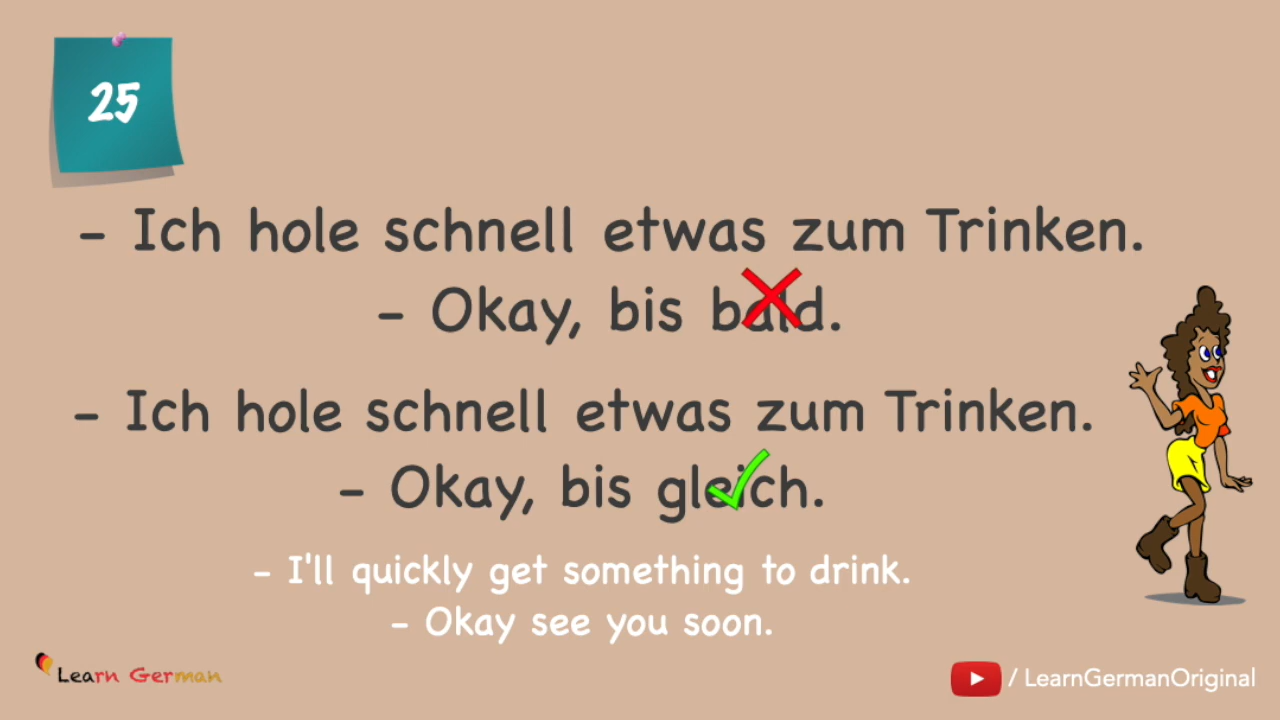 25
- Ich hole schnell etwas zum Trinken.
- Okay, bis bald.
- Ich hole schnell etwas zum Trinken.
- Okay, bis gleich.
- I'll quickly get something to drink.
- Okay see you soon.
Learn German
/ LearnGermanOriginal